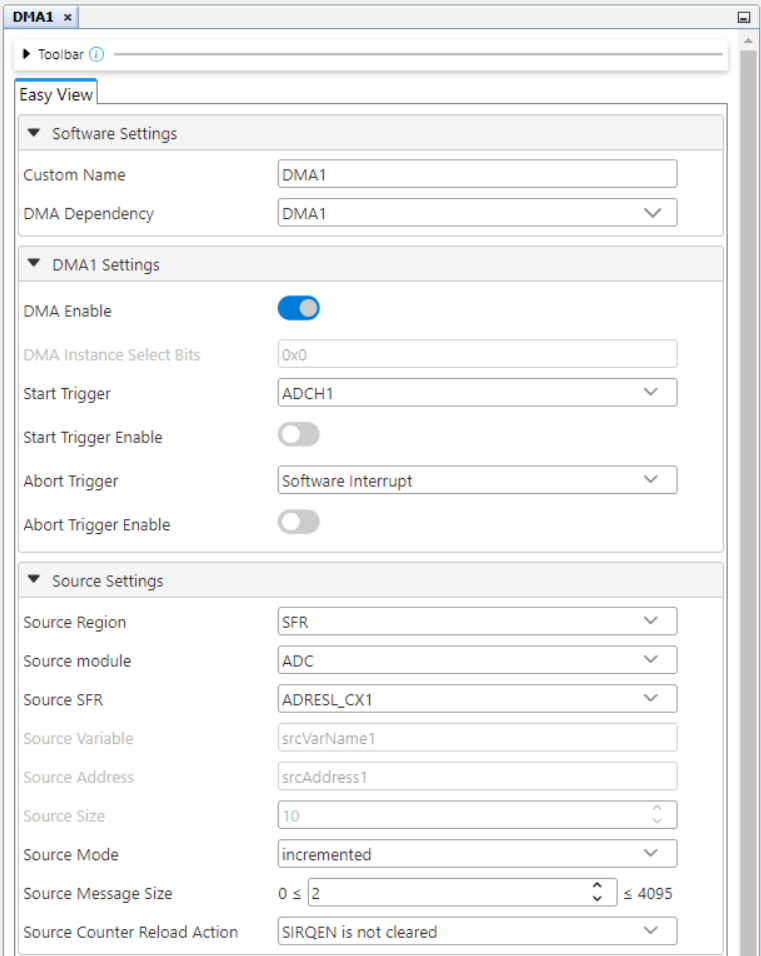 DMA1 ×
Toolbar
Easy View
Software Settings
Custom Name DMA1
DMA Dependency DMA1
DMA1 Settings
DMA Enable
DMA Instance Select Bits 0x0
Start Trigger ADCH1
Start Trigger Enable
Abort Trigger Software Interrupt
Abort Trigger Enable
Source Settings
Source Region SFR
Source module ADC
Source SFR ADRESL_CX1
Source Variable srcVarName1
Source Address srcAddress1
Source Size 10
Source Mode incremented
Source Message Size 0 ≤ 2 ≤ 4095
Source Counter Reload Action SIRQEN is not cleared